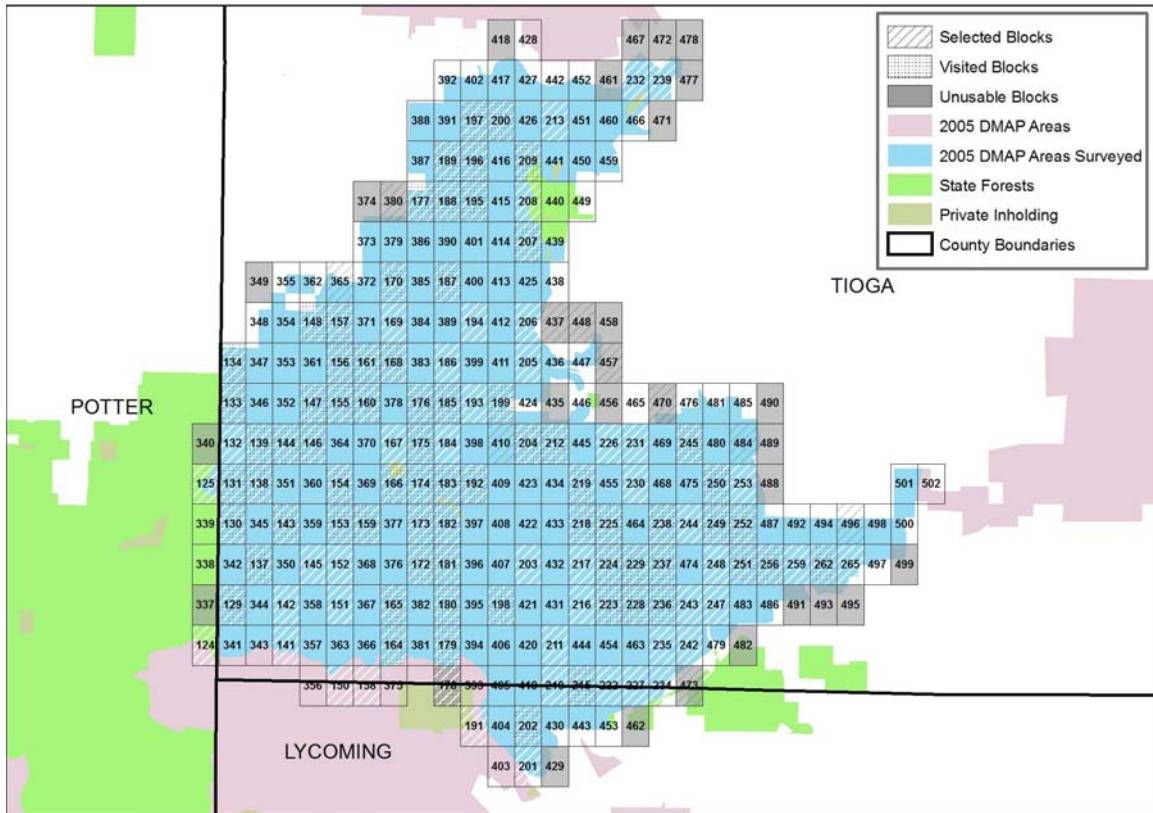 418 428 467 472 478
392 402 417 427 442 452 461 232 239 477
388 391 197 200 426 213 451 460 466 471
387 189 196 416 209 441 450 459
374 380 177 188 195 415 208 440 449
373 379 386 390 401 414 207 439
349 355 362 365 372 170 385 187 400 413 425 438
348 354 148 157 371 169 384 389 194 412 206 437 448 458
134 347 353 361 156 161 168 383 186 399 411 205 436 447 457
133 346 352 147 155 160 378 176 185 193 199 424 435 446 456 465 470 476 481 485 490
340 132 139 144 146 364 370 167 175 184 398 410 204 212 445 226 231 469 245 480 484 489
125 131 138 351 360 154 369 166 174 183 192 409 423 434 219 455 230 468 475 250 253 488 501 502
339 130 345 143 359 153 159 377 173 182 397 408 422 433 218 225 464 238 244 249 252 487 492 494 496 498 500
338 342 137 350 145 152 368 376 172 181 396 407 203 432 217 224 229 237 474 248 251 256 259 262 265 497 499
337 129 344 142 358 151 367 165 382 180 395 198 421 431 216 223 228 236 243 247 483 486 491 493 495
124 341 343 141 357 363 366 164 381 179 394 406 420 211 444 454 463 235 242 479 482
356 150 158 375 178 393 405 419 210 215 222 227 234 473
191 404 202 430 443 453 462
403 201 429
POTTER
TIOGA
LYCOMING
Selected Blocks
Visited Blocks
Unusable Blocks
2005 DMAP Areas
2005 DMAP Areas Surveyed
State Forests
Private Inholding
County Boundaries